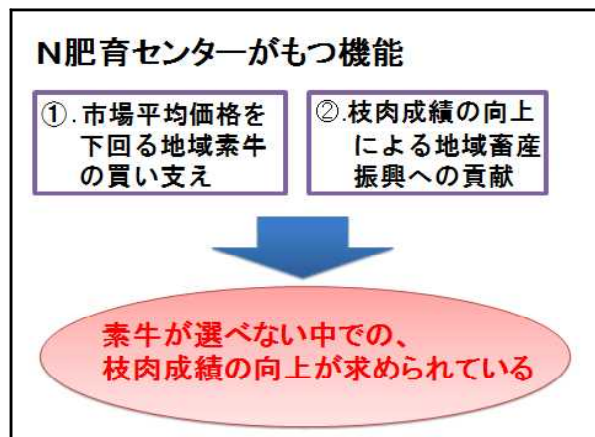 N肥育センターがもつ機能
①.市場平均価格を
下回る地域素牛
の買い支え
②.枝肉成績の向上
による地域畜産
振興への貢献
素牛が選べない中での、
枝肉成績の向上が求められている